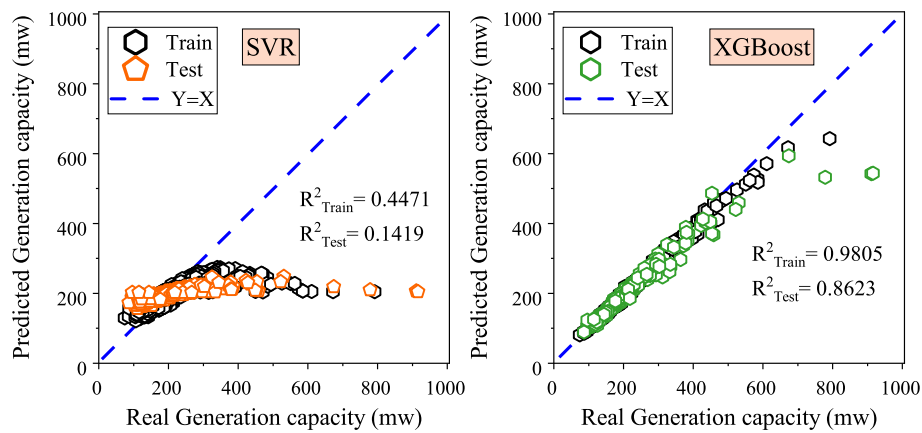 Predicted Generation capacity (mw)
1000
800
600
400
200
0
Train
Test
Y=X
SVR
R²Train= 0.4471
R²Test= 0.1419
0 200 400 600 800 1000
Real Generation capacity (mw)
Predicted Generation capacity (mw)
1000
800
600
400
200
0
Train
Test
Y=X
XGBoost
R²Train= 0.9805
R²Test= 0.8623
0 200 400 600 800 1000
Real Generation capacity (mw)